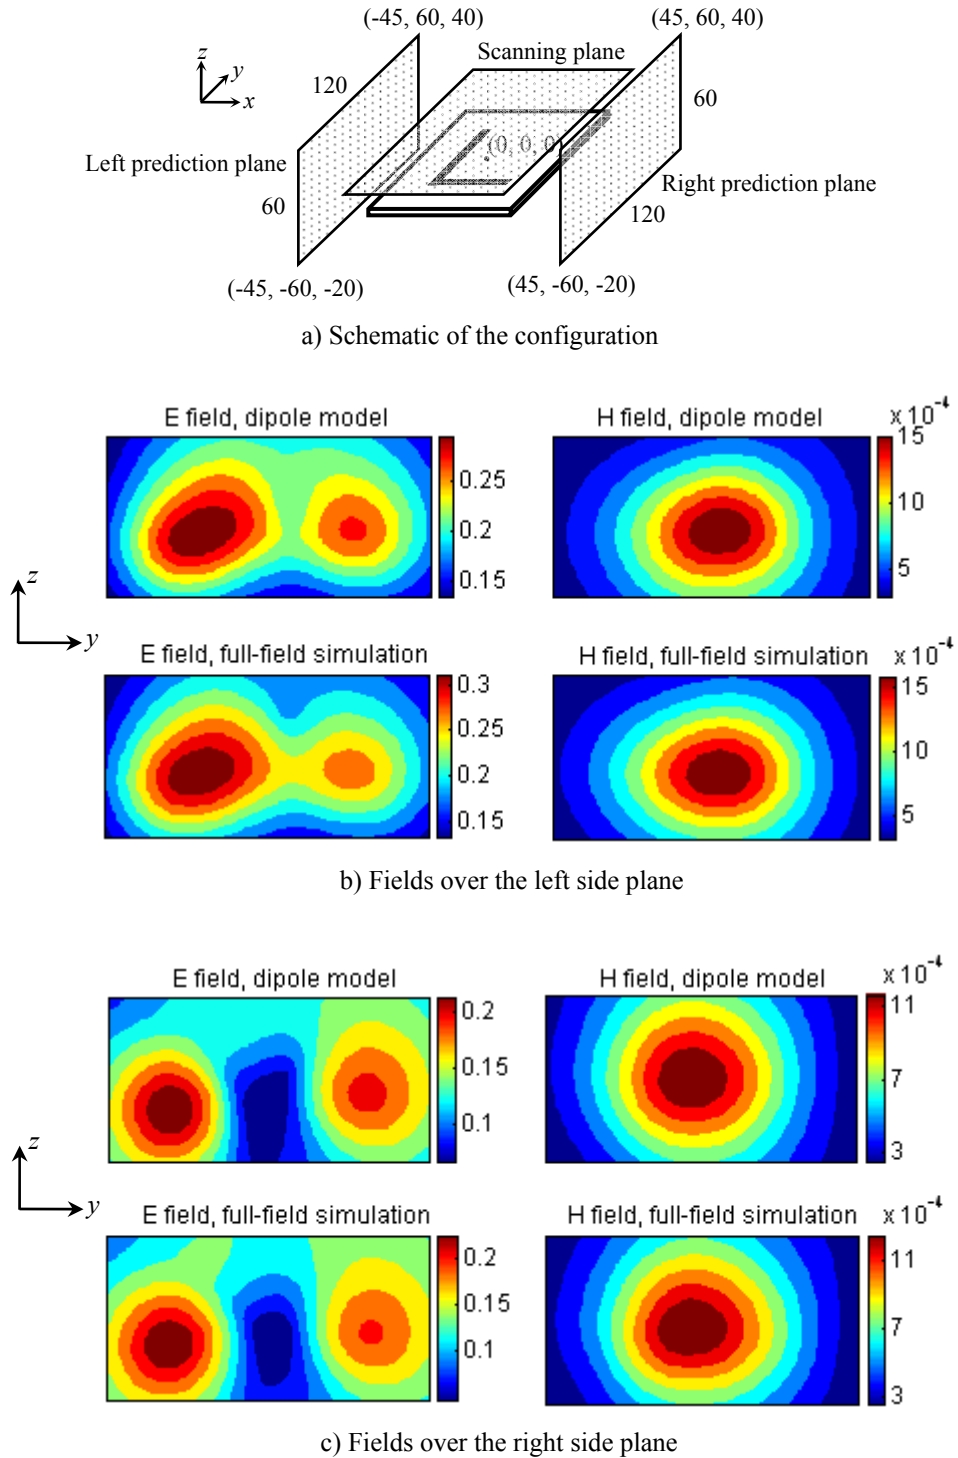 (-45, 60, 40)
(45, 60, 40)
z
y
x
Scanning plane
120
60
(0, 0, 0
Left prediction plane
60
Right prediction plane
120
(-45, -60, -20)
(45, -60, -20)
a) Schematic of the configuration
E field, dipole model
0.25
0.2
0.15
H field, dipole model
x 10⁻⁴
15
10
5
z
y
E field, full-field simulation
0.3
0.25
0.2
0.15
H field, full-field simulation
x 10⁻⁴
15
10
5
b) Fields over the left side plane
E field, dipole model
0.2
0.15
0.1
H field, dipole model
x 10⁻⁴
11
7
3
z
y
E field, full-field simulation
0.2
0.15
0.1
H field, full-field simulation
x 10⁻⁴
11
7
3
c) Fields over the right side plane